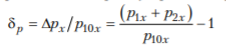 δₚ = Δpₓ/p₁₀ₓ = (p₁ₓ + p₂ₓ)/p₁₀ₓ − 1